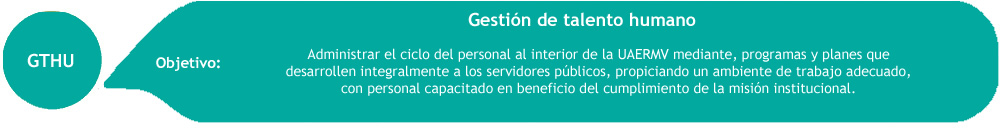 Gestión de talento humano
GTHU
Objetivo:
Administrar el ciclo del personal al interior de la UAERMV mediante, programas y planes que
desarrollen integralmente a los servidores públicos, propiciando un ambiente de trabajo adecuado,
con personal capacitado en beneficio del cumplimiento de la misión institucional.